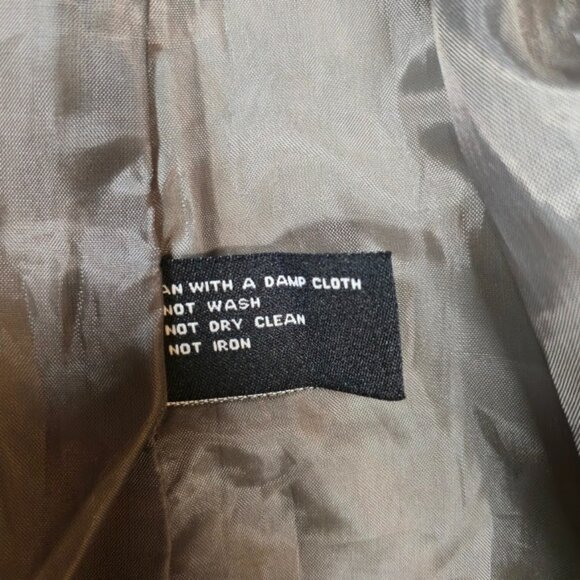 AN WITH A DAMP CLOTH
NOT WASH
NOT DRY CLEAN
NOT IRON